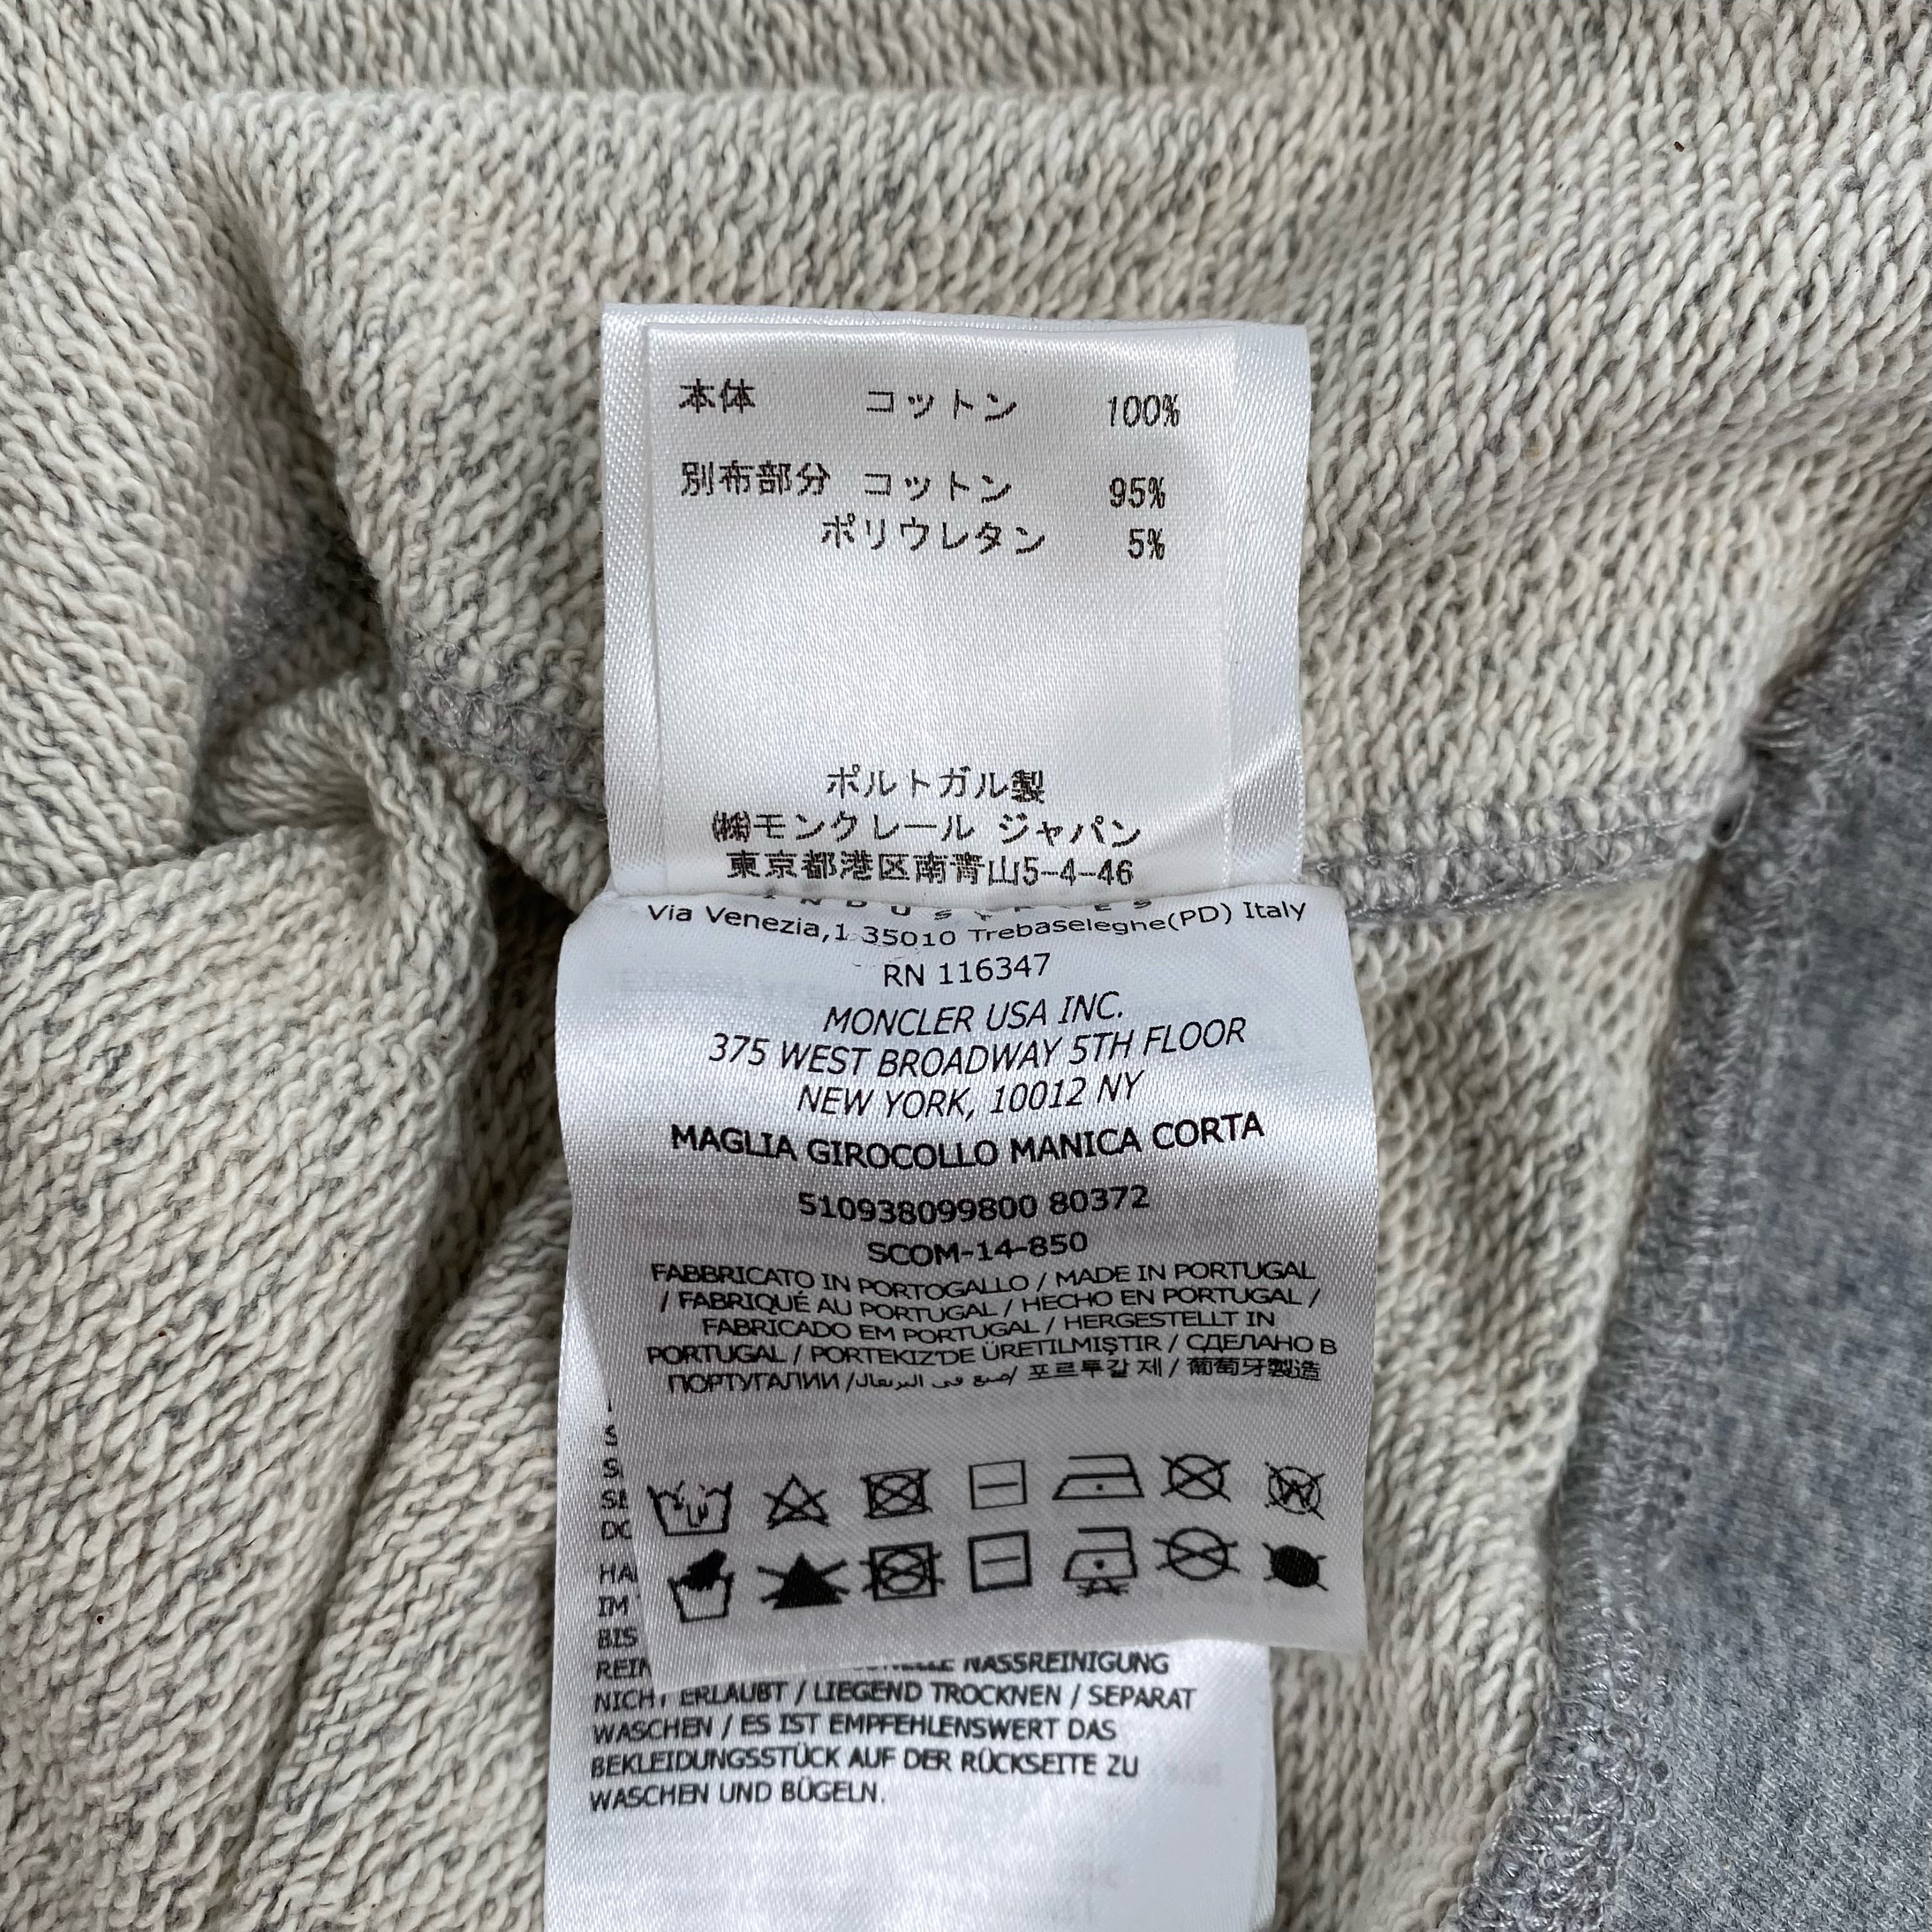 本体 コットン 100%
別布部分 コットン 95%
ポリウレタン 5%
ポルトガル製
㈱モンクレール ジャパン
東京都港区南青山5-4-46
INDUSTRIES
Via Venezia,1 35010 Trebaseleghe(PD) Italy
RN 116347
MONCLER USA INC.
375 WEST BROADWAY 5TH FLOOR
NEW YORK, 10012 NY
MAGLIA GIROCOLLO MANICA CORTA
510938099800 80372
SCOM-14-850
FABBRICATO IN PORTOGALLO / MADE IN PORTUGAL
/ FABRIQUÉ AU PORTUGAL / HECHO EN PORTUGAL /
FABRICADO EM PORTUGAL / HERGESTELLT IN
PORTUGAL / PORTEKIZ'DE ÜRETILMIŞTIR / СДЕЛАНО В
ПОРТУГАЛИИ /صنع في البرتغال/ 포르투갈 제 / 葡萄牙製造
HA
IM
BIS
NASSREINIGUNG
NICHT ERLAUBT / LIEGEND TROCKNEN / SEPARAT
WASCHEN / ES IST EMPFEHLENSWERT DAS
BEKLEIDUNGSSTÜCK AUF DER RÜCKSEITE ZU
WASCHEN UND BÜGELN.